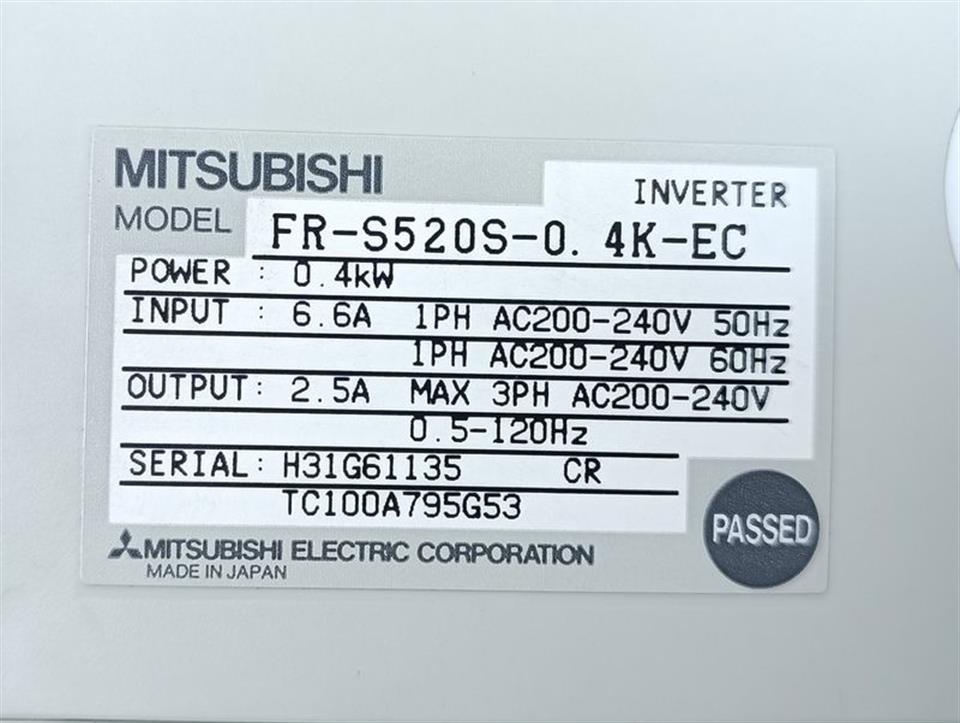 MITSUBISHI
INVERTER
MODEL FR-S520S-0.4K-EC
POWER : 0.4kW
INPUT : 6.6A 1PH AC200-240V 50Hz
1PH AC200-240V 60Hz
OUTPUT: 2.5A MAX 3PH AC200-240V
0.5-120Hz
SERIAL: H31G61135 CR
TC100A795G53
PASSED
MITSUBISHI ELECTRIC CORPORATION
MADE IN JAPAN